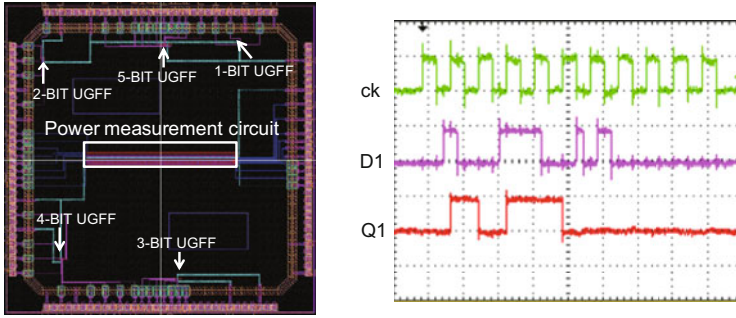 2-BIT UGFF
5-BIT UGFF
1-BIT UGFF
Power measurement circuit
4-BIT UGFF
3-BIT UGFF
ck
D1
Q1